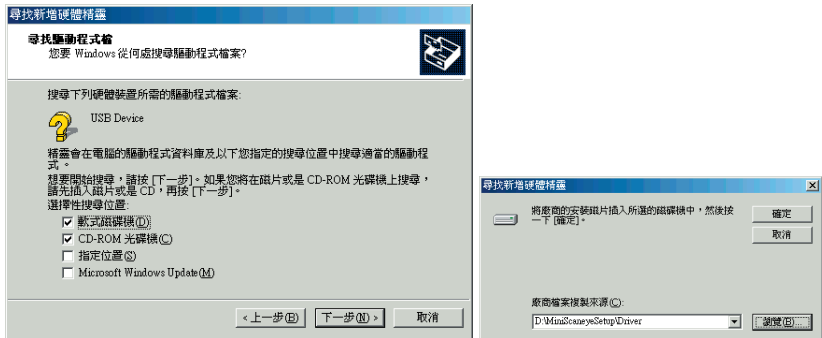 尋找新增硬體精靈
尋找驅動程式檔
您要 Windows 從何處搜尋驅動程式檔案?
搜尋下列硬體裝置所需的驅動程式檔案:
USB Device
精靈會在電腦的驅動程式資料庫及以下您指定的搜尋位置中搜尋適當的驅動程
式。
想要開始搜尋，請按 [下一步]。如果您將在磁片或是 CD-ROM 光碟機上搜尋，
請先插入磁片或是 CD，再按 [下一步]。
選擇性搜尋位置:
軟式磁碟機(D)
CD-ROM 光碟機(C)
指定位置(S)
Microsoft Windows Update(M)
<上一步(B) 下一步(N)> 取消
尋找新增硬體精靈
將廠商的安裝磁片插入所選的磁碟機中，然後按
一下 [確定]。
確定
取消
廠商檔案複製來源(C):
D:\MiniScaneyeSetup\Driver
瀏覽(B)...